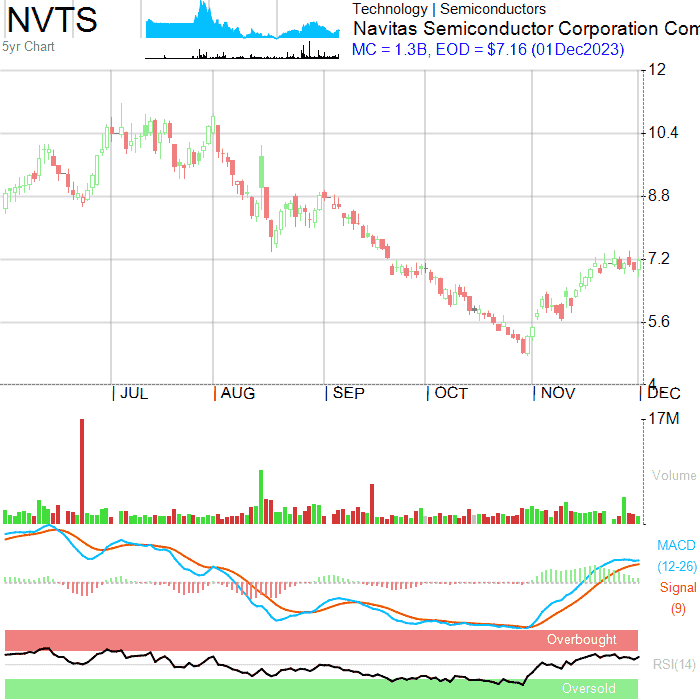 NVTS
5yr Chart
Technology | Semiconductors
Navitas Semiconductor Corporation Com
MC = 1.3B, EOD = $7.16 (01Dec2023)
12
10.4
8.8
7.2
5.6
4
JUL
AUG
SEP
OCT
NOV
DEC
17M
Volume
MACD
(12-26)
Signal
(9)
Overbought
RSI(14)
Oversold